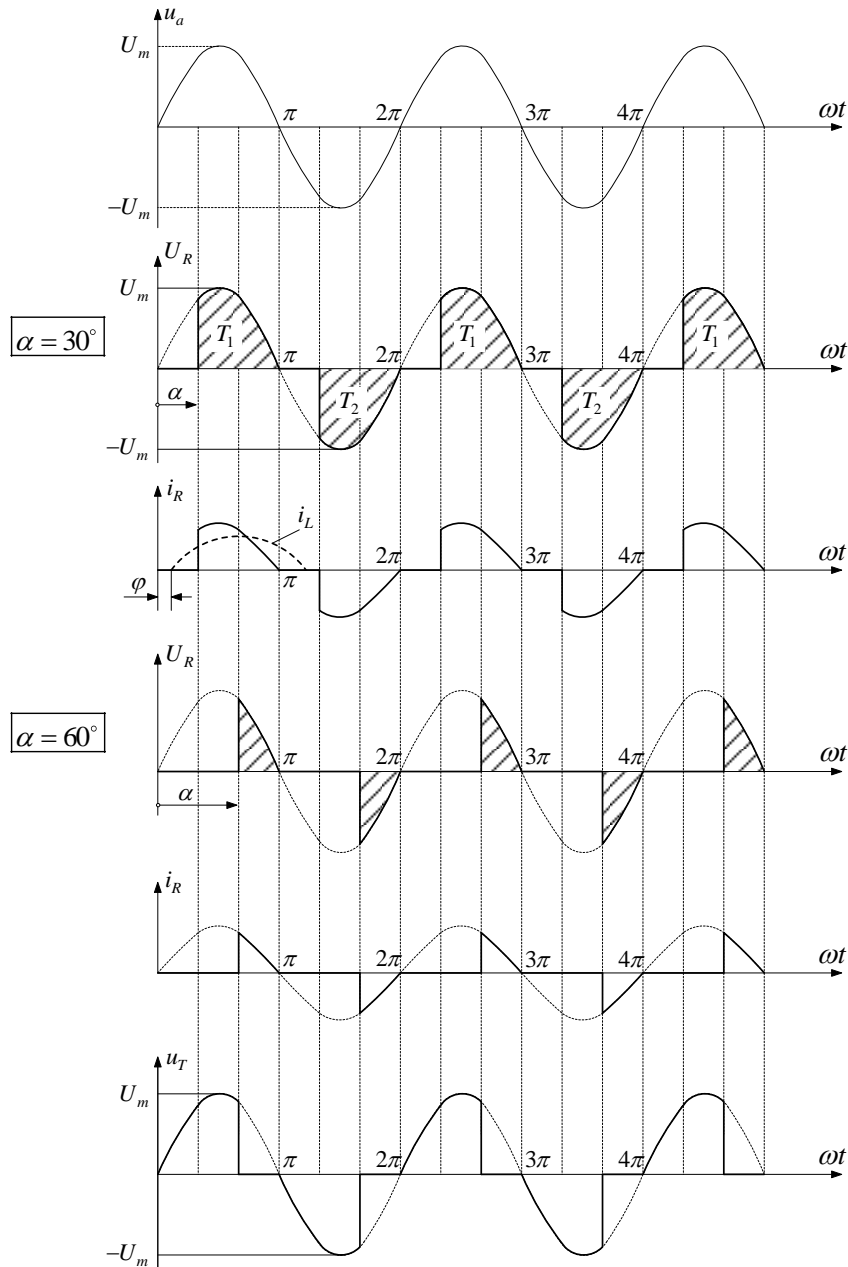 u_a
U_m
π 2π 3π 4π ωt
−U_m
U_R
U_m
α = 30°
T_1 T_1 T_1
π 2π 3π 4π ωt
α
T_2 T_2
−U_m
i_R
i_L
2π 3π 4π ωt
π
φ
U_R
α = 60°
π 2π 3π 4π ωt
α
i_R
π 2π 3π 4π ωt
u_T
U_m
π 2π 3π 4π ωt
−U_m